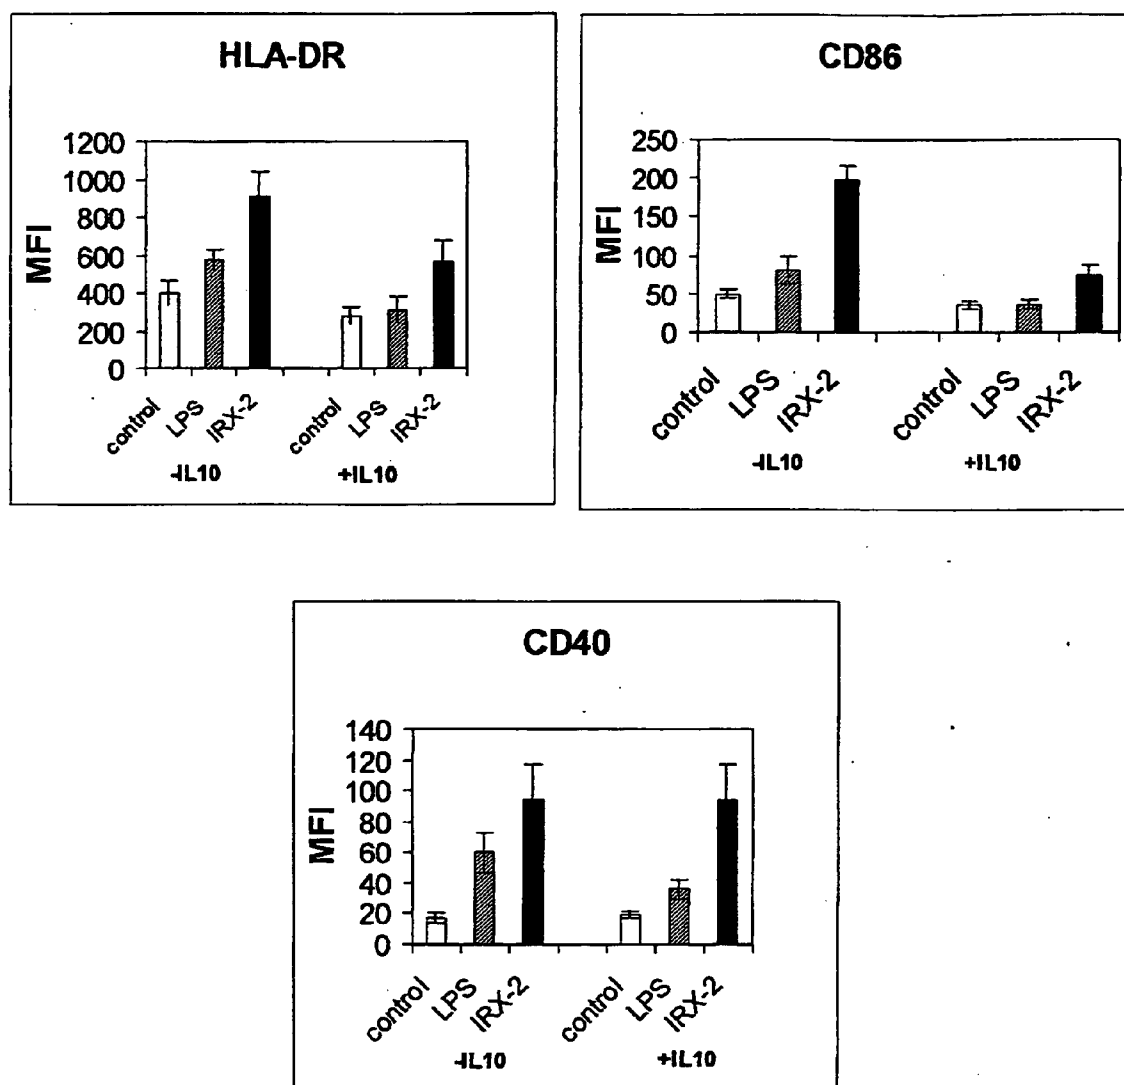 HLA-DR
MFI
1200
1000
800
600
400
200
0
control
LPS
IRX-2
control
LPS
IRX-2
-IL10
+IL10
CD86
MFI
250
200
150
100
50
0
control
LPS
IRX-2
control
LPS
IRX-2
-IL10
+IL10
CD40
MFI
140
120
100
80
60
40
20
0
control
LPS
IRX-2
control
LPS
IRX-2
-IL10
+IL10